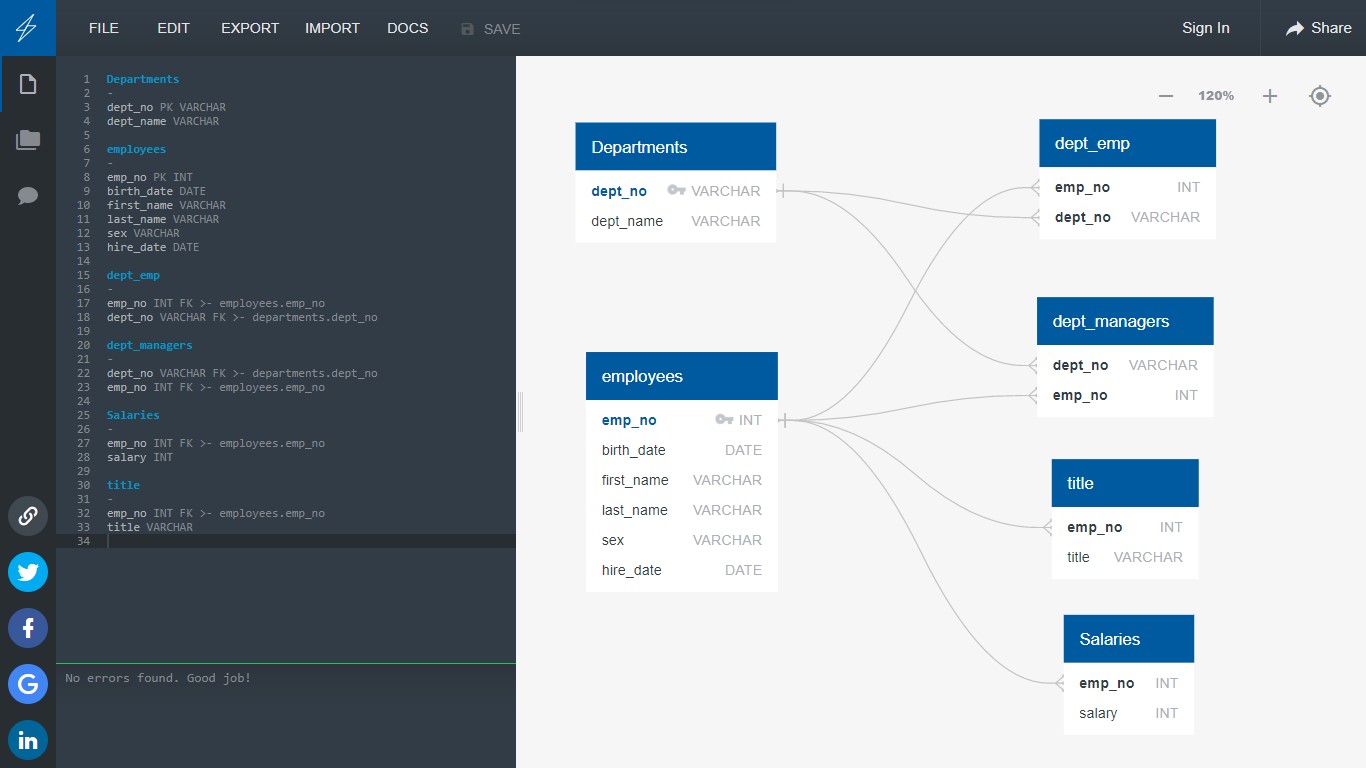 FILE EDIT EXPORT IMPORT DOCS SAVE Sign In Share
1 Departments
2 -
3 dept_no PK VARCHAR
4 dept_name VARCHAR
5
6 employees
7 -
8 emp_no PK INT
9 birth_date DATE
10 first_name VARCHAR
11 last_name VARCHAR
12 sex VARCHAR
13 hire_date DATE
14
15 dept_emp
16 -
17 emp_no INT FK >- employees.emp_no
18 dept_no VARCHAR FK >- departments.dept_no
19
20 dept_managers
21 -
22 dept_no VARCHAR FK >- departments.dept_no
23 emp_no INT FK >- employees.emp_no
24
25 Salaries
26 -
27 emp_no INT FK >- employees.emp_no
28 salary INT
29
30 title
31 -
32 emp_no INT FK >- employees.emp_no
33 title VARCHAR
34
No errors found. Good job!
f
G
in
120%
Departments
dept_no VARCHAR
dept_name VARCHAR
employees
emp_no INT
birth_date DATE
first_name VARCHAR
last_name VARCHAR
sex VARCHAR
hire_date DATE
dept_emp
emp_no INT
dept_no VARCHAR
dept_managers
dept_no VARCHAR
emp_no INT
title
emp_no INT
title VARCHAR
Salaries
emp_no INT
salary INT